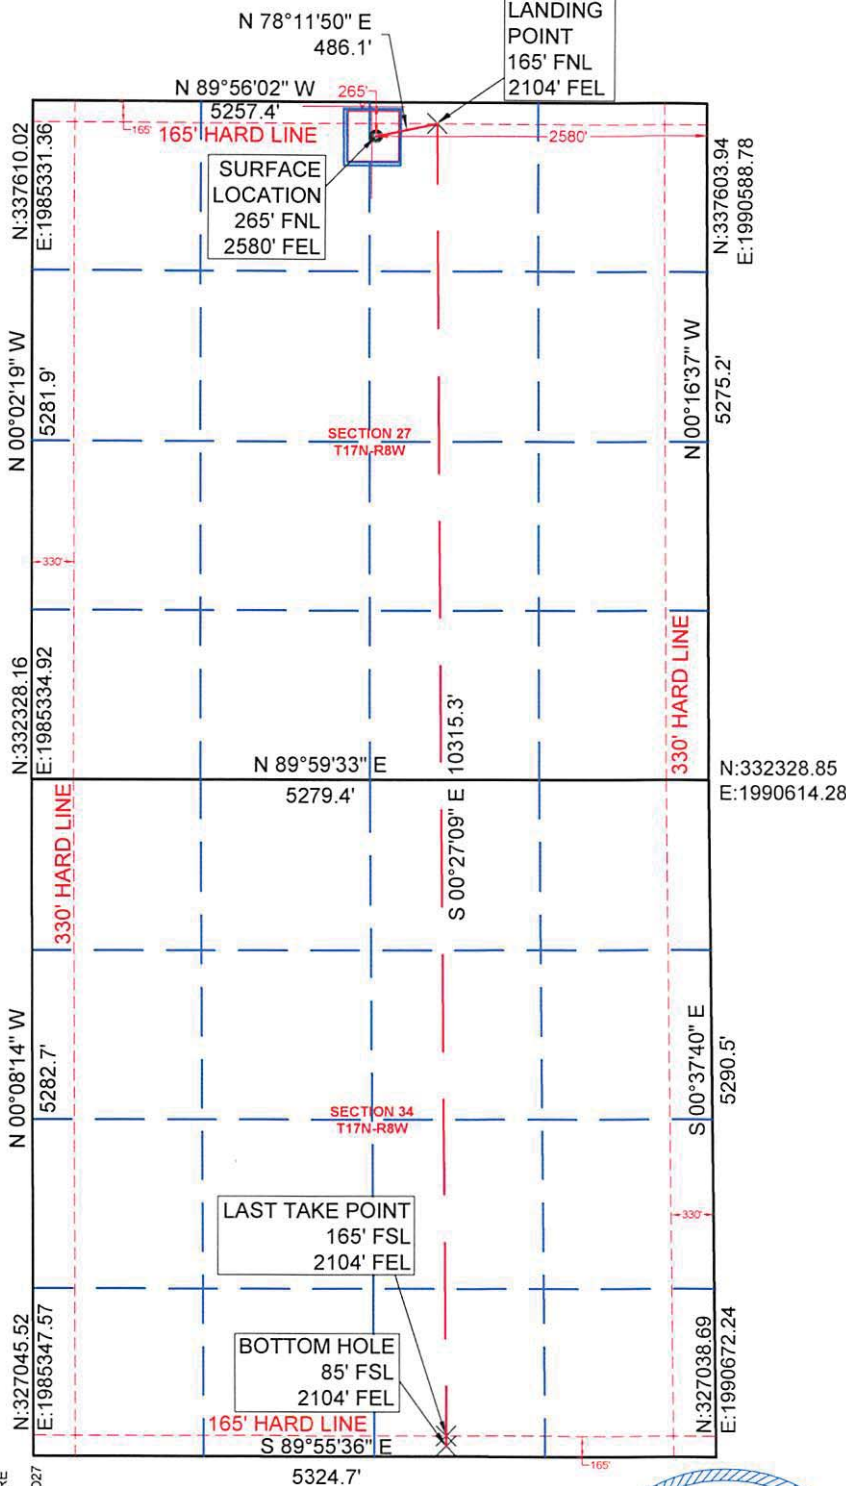 N 78°11'50" E
486.1'
LANDING
POINT
165' FNL
2104' FEL
N 89°56'02" W
5257.4'
265'
165'
165' HARD LINE
2580'
SURFACE
LOCATION
265' FNL
2580' FEL
N:337610.02
E:1985331.36
N:337603.94
E:1990588.78
N 00°02'19" W
5281.9'
N 00°16'37" W
5275.2'
SECTION 27
T17N-R8W
330'
330' HARD LINE
N:332328.16
E:1985334.92
N 89°59'33" E
5279.4'
S 00°27'09" E 10315.3'
N:332328.85
E:1990614.28
330' HARD LINE
N 00°08'14" W
5282.7'
S 00°37'40" E
5290.5'
SECTION 34
T17N-R8W
LAST TAKE POINT
165' FSL
2104' FEL
330'
BOTTOM HOLE
85' FSL
2104' FEL
N:327045.52
E:1985347.57
N:327038.69
E:1990672.24
165' HARD LINE
S 89°55'36" E
5324.7'
165'
RE
027